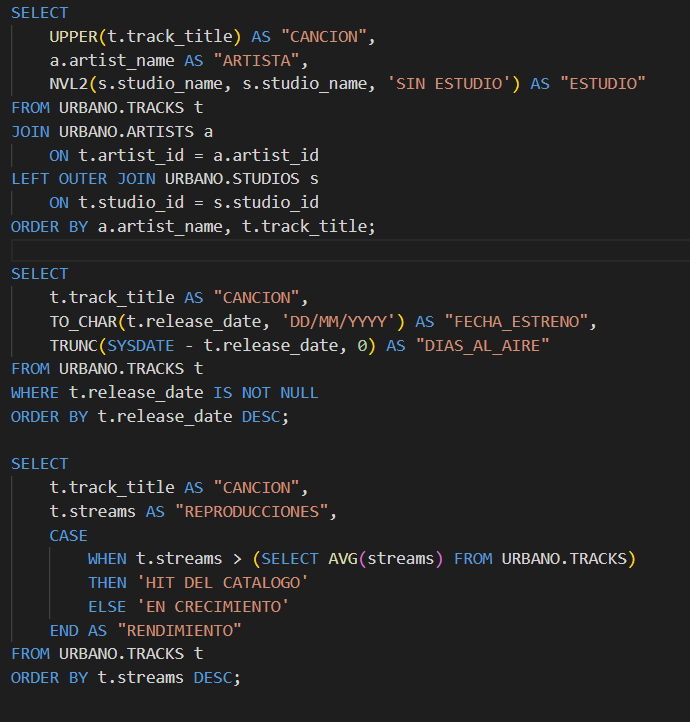 SELECT
    UPPER(t.track_title) AS "CANCION",
    a.artist_name AS "ARTISTA",
    NVL2(s.studio_name, s.studio_name, 'SIN ESTUDIO') AS "ESTUDIO"
FROM URBANO.TRACKS t
JOIN URBANO.ARTISTS a
    ON t.artist_id = a.artist_id
LEFT OUTER JOIN URBANO.STUDIOS s
    ON t.studio_id = s.studio_id
ORDER BY a.artist_name, t.track_title;

SELECT
    t.track_title AS "CANCION",
    TO_CHAR(t.release_date, 'DD/MM/YYYY') AS "FECHA_ESTRENO",
    TRUNC(SYSDATE - t.release_date, 0) AS "DIAS_AL_AIRE"
FROM URBANO.TRACKS t
WHERE t.release_date IS NOT NULL
ORDER BY t.release_date DESC;

SELECT
    t.track_title AS "CANCION",
    t.streams AS "REPRODUCCIONES",
    CASE
        WHEN t.streams > (SELECT AVG(streams) FROM URBANO.TRACKS)
        THEN 'HIT DEL CATALOGO'
        ELSE 'EN CRECIMIENTO'
    END AS "RENDIMIENTO"
FROM URBANO.TRACKS t
ORDER BY t.streams DESC;